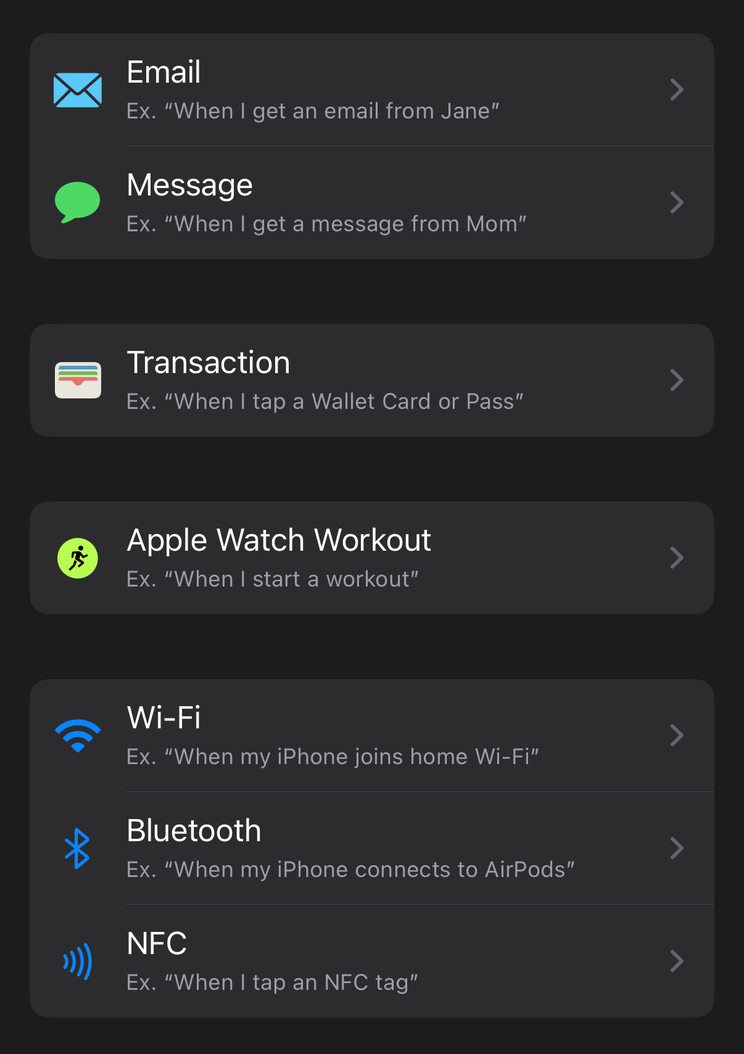 Email
Ex. “When I get an email from Jane”
Message
Ex. “When I get a message from Mom”
Transaction
Ex. “When I tap a Wallet Card or Pass”
Apple Watch Workout
Ex. “When I start a workout”
Wi-Fi
Ex. “When my iPhone joins home Wi-Fi”
Bluetooth
Ex. “When my iPhone connects to AirPods”
NFC
Ex. “When I tap an NFC tag”